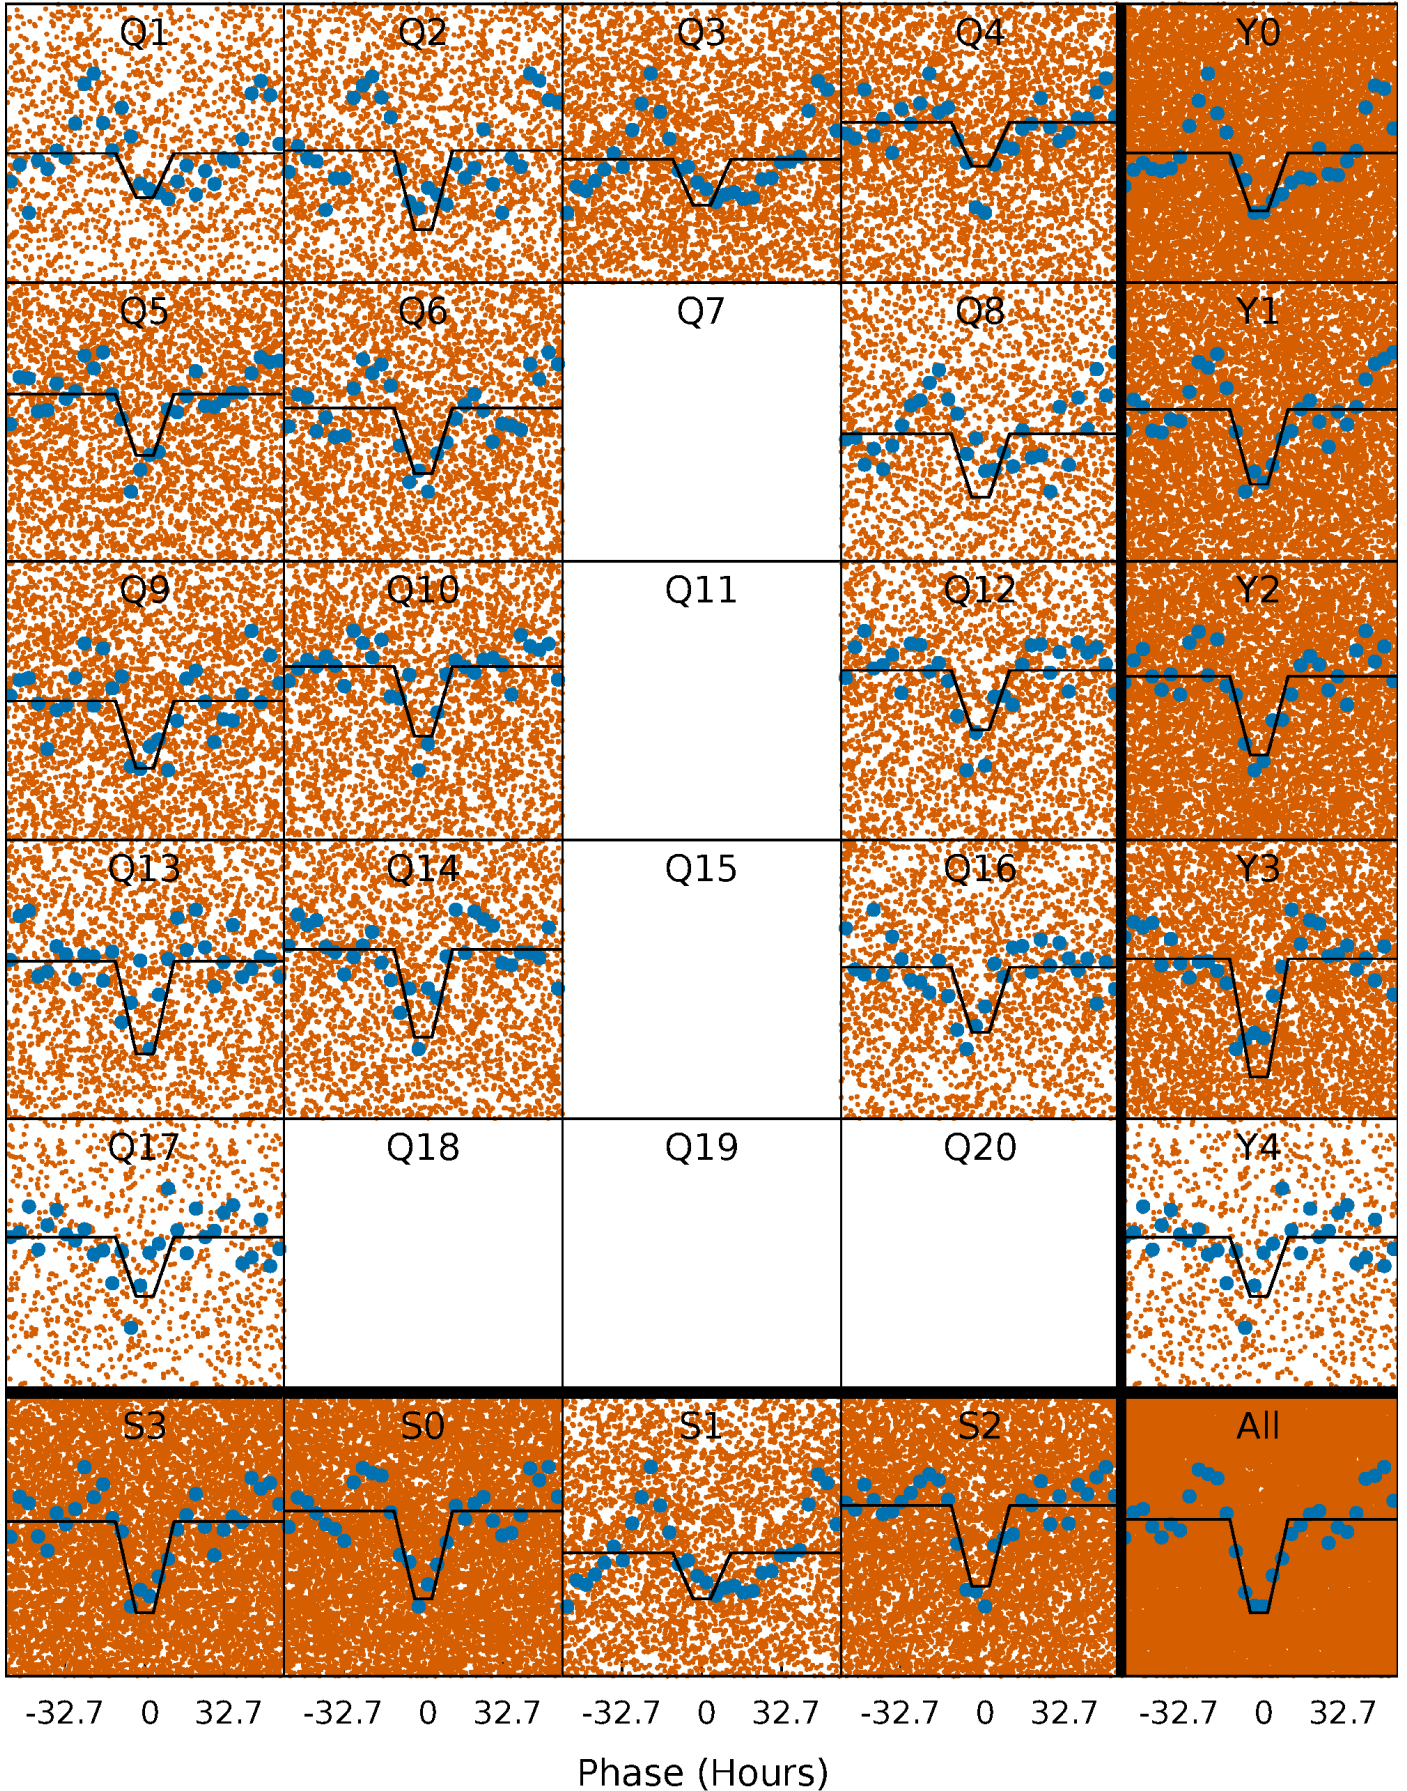 Q1 Q2 Q3 Q4 Y0
Q5 Q6 Q7 Q8 Y1
Q9 Q10 Q11 Q12 Y2
Q13 Q14 Q15 Q16 Y3
Q17 Q18 Q19 Q20 Y4
S3 S0 S1 S2 All
-32.7 0 32.7 -32.7 0 32.7 -32.7 0 32.7 -32.7 0 32.7 -32.7 0 32.7
Phase (Hours)